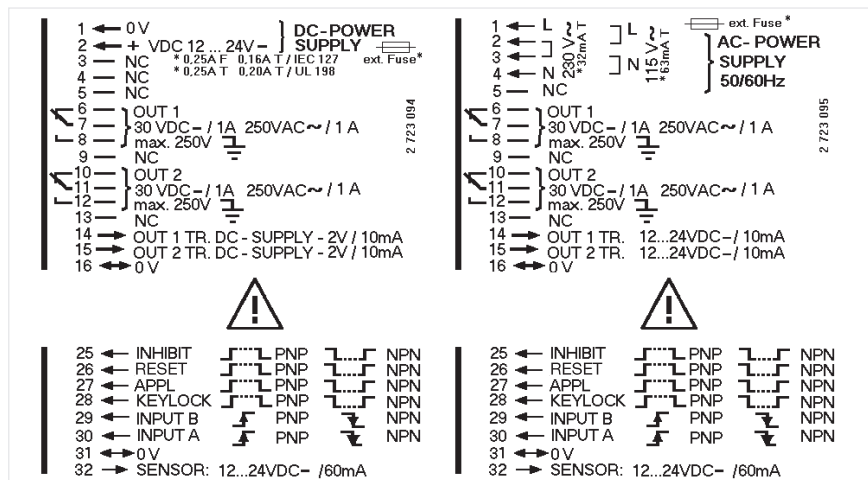 1 0 V DC-POWER
2 + VDC 12 ... 24V SUPPLY
3 NC * 0,25A F 0,16A T / IEC 127 ext. Fuse*
4 NC * 0,25A T 0,20A T / UL 198
5 NC
6 OUT 1
7 30 VDC / 1A 250VAC ~ / 1 A
8 max. 250V
9 NC
10 OUT 2
11 30 VDC / 1A 250VAC ~ / 1 A
12 max. 250V
13 NC
14 OUT 1 TR. DC - SUPPLY - 2V / 10mA
15 OUT 2 TR. DC - SUPPLY - 2V / 10mA
16 0 V
2 723 094
!
25 INHIBIT PNP NPN
26 RESET PNP NPN
27 APPL PNP NPN
28 KEYLOCK PNP NPN
29 INPUT B PNP NPN
30 INPUT A PNP NPN
31 0 V
32 SENSOR: 12...24VDC /60mA
1 L L ext. Fuse *
2 AC- POWER
3 SUPPLY
4 N N 50/60Hz
5 NC
230 V ~
*32mA T
115 V ~
*63mA T
6 OUT 1
7 30 VDC / 1A 250VAC ~ / 1 A
8 max. 250V
9 NC
10 OUT 2
11 30 VDC / 1A 250VAC ~ / 1 A
12 max. 250V
13 NC
14 OUT 1 TR. 12...24VDC / 10mA
15 OUT 2 TR. 12...24VDC / 10mA
16 0 V
2 723 095
!
25 INHIBIT PNP NPN
26 RESET PNP NPN
27 APPL PNP NPN
28 KEYLOCK PNP NPN
29 INPUT B PNP NPN
30 INPUT A PNP NPN
31 0V
32 SENSOR: 12...24VDC /60mA